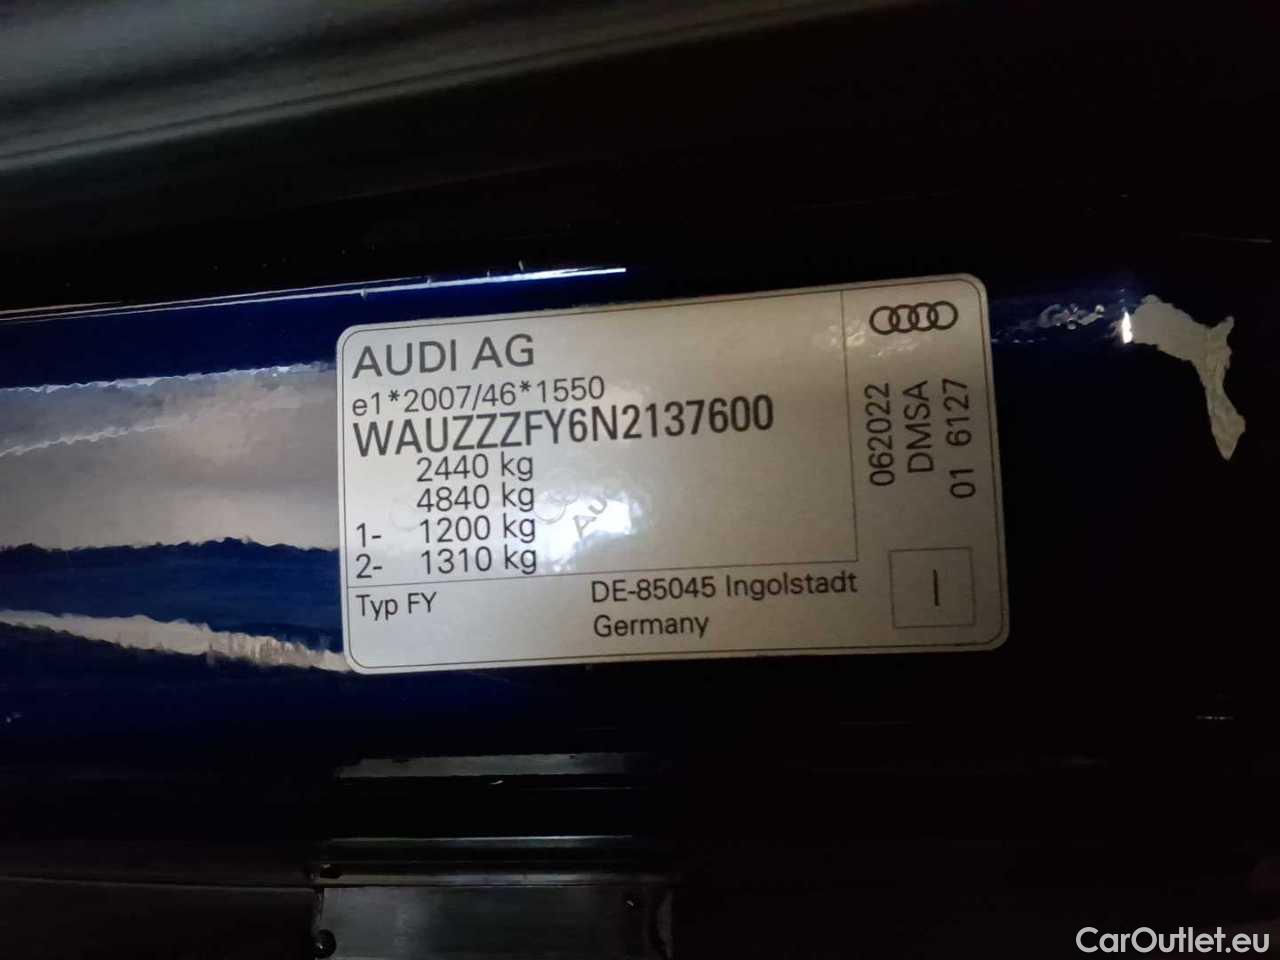 AUDI AG
e1*2007/46*1550
WAUZZZFY6N2137600
2440 kg
4840 kg
1- 1200 kg
2- 1310 kg
Typ FY
DE-85045 Ingolstadt
Germany
062022
DMSA
01 6127
I
CarOutlet.eu